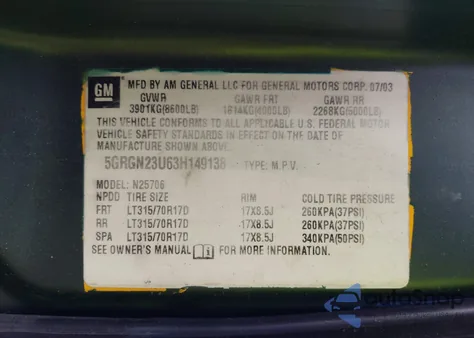 GM
MFD BY AM GENERAL LLC FOR GENERAL MOTORS CORP. 07/03
GVWR GAWR FRT GAWR RR
3901KG(8600LB) 1814KG(4000LB) 2268KG(5000LB)
THIS VEHICLE CONFORMS TO ALL APPLICABLE U.S. FEDERAL MOTOR
VEHICLE SAFETY STANDARDS IN EFFECT ON THE DATE OF
MANUFACTURE SHOWN ABOVE.
5GRGN23U63H149138 TYPE: M.P.V.
MODEL: N25706
NPDD TIRE SIZE RIM COLD TIRE PRESSURE
FRT LT315/70R17D 17X8.5J 260KPA(37PSI)
RR LT315/70R17D 17X8.5J 260KPA(37PSI)
SPA LT315/70R17D 17X8.5J 340KPA(50PSI)
SEE OWNER'S MANUAL FOR MORE INFORMATION
autosnap